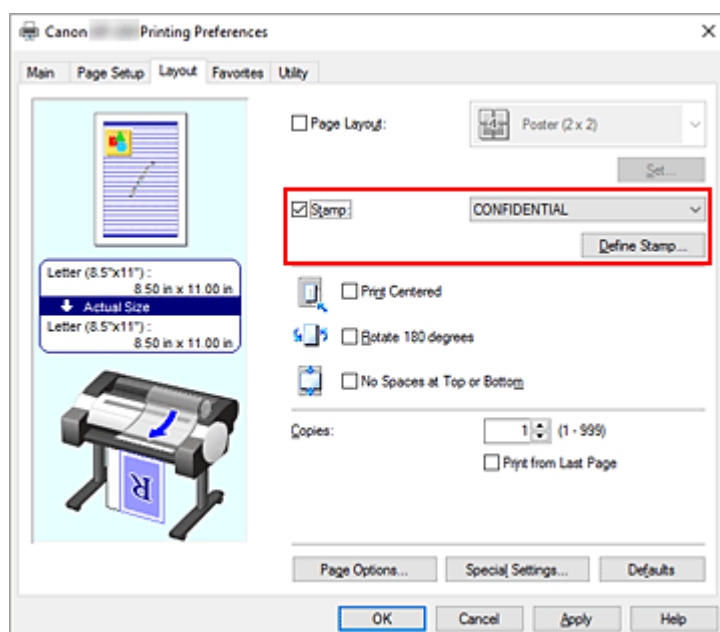 Canon Printing Preferences
Main Page Setup Layout Favorites Utility
Page Layout: Poster (2 x 2)
Set...
Stamp: CONFIDENTIAL
Define Stamp...
Letter (8.5"x11") :
8.50 in x 11.00 in
Actual Size
Letter (8.5"x11") :
8.50 in x 11.00 in
Print Centered
Rotate 180 degrees
No Spaces at Top or Bottom
Copies: 1 (1 - 999)
Print from Last Page
R
Page Options... Special Settings... Defaults
OK Cancel Apply Help